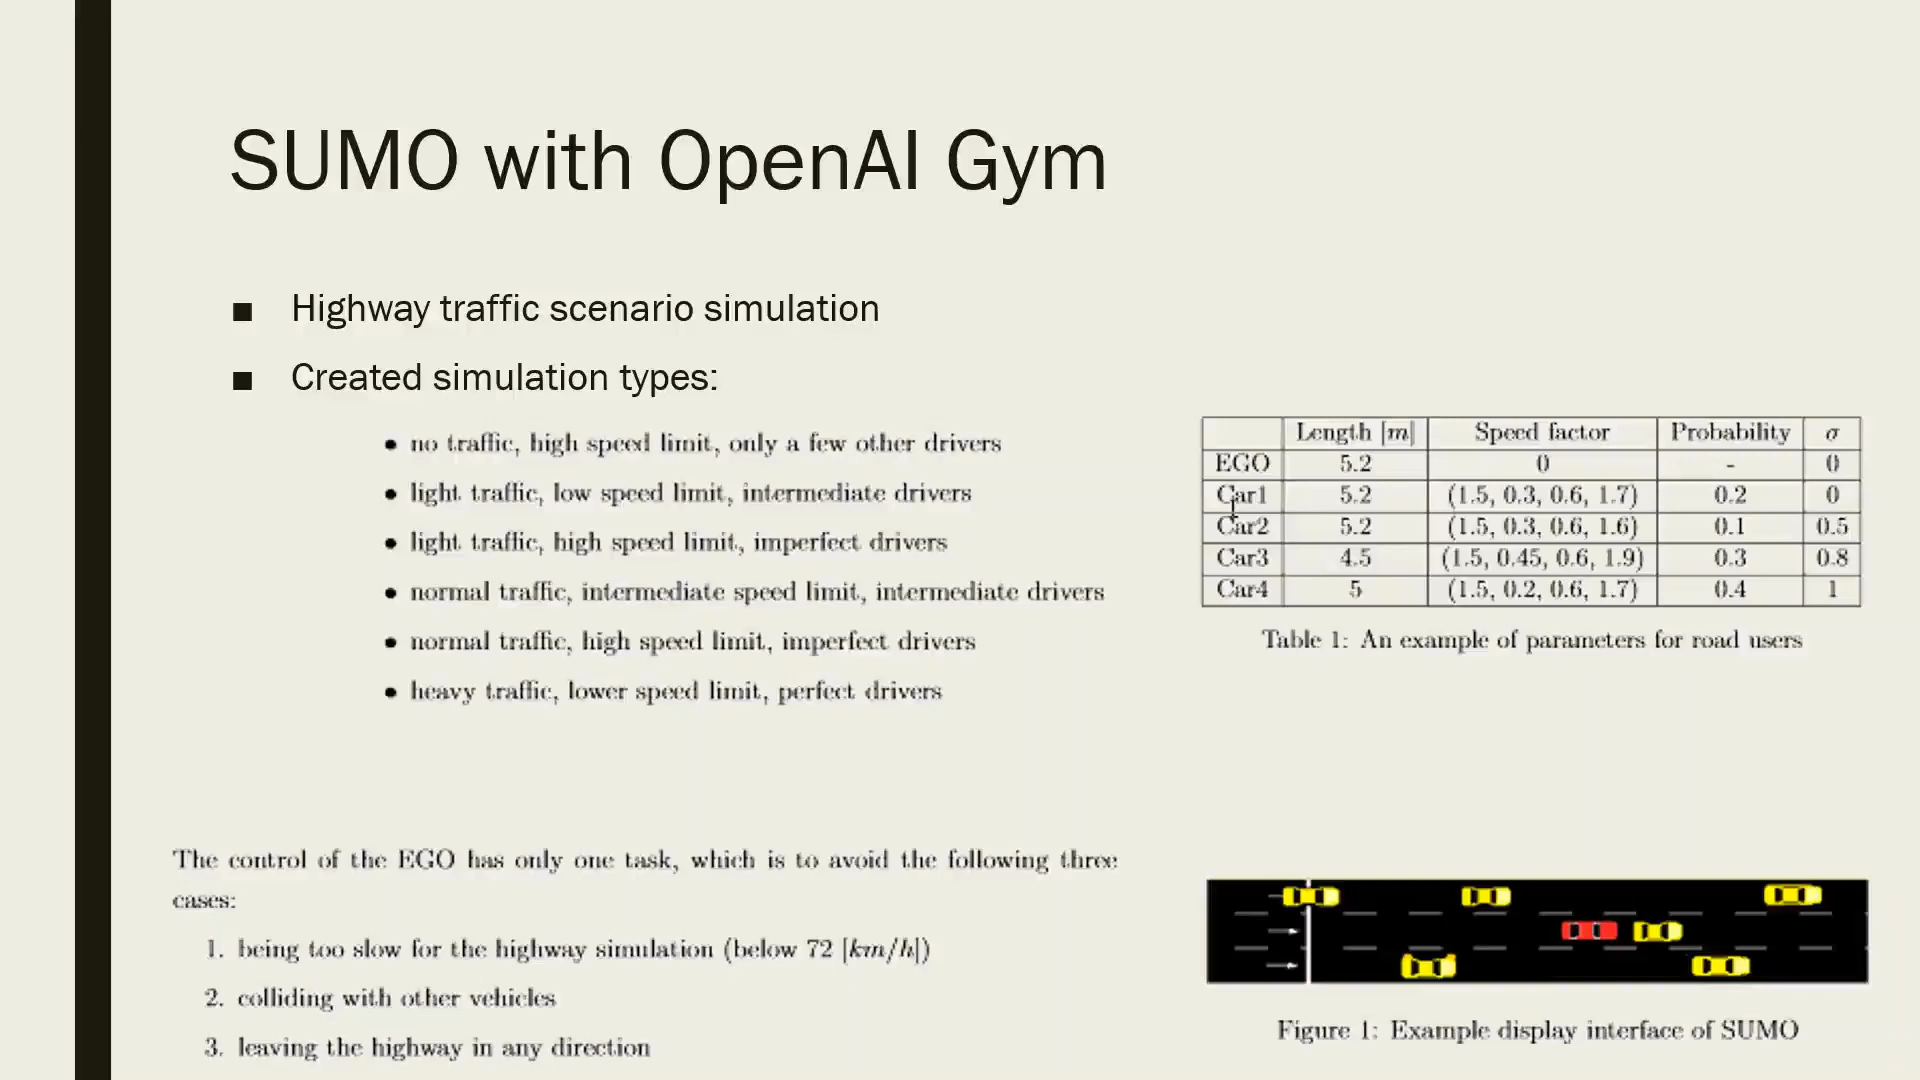 SUMO with OpenAI Gym
■ Highway traffic scenario simulation
■ Created simulation types:
• no traffic, high speed limit, only a few other drivers
• light traffic, low speed limit, intermediate drivers
• light traffic, high speed limit, imperfect drivers
• normal traffic, intermediate speed limit, intermediate drivers
• normal traffic, high speed limit, imperfect drivers
• heavy traffic, lower speed limit, perfect drivers
Length [m] Speed factor Probability σ
EGO 5.2 0 - 0
Car1 5.2 (1.5, 0.3, 0.6, 1.7) 0.2 0
Car2 5.2 (1.5, 0.3, 0.6, 1.6) 0.1 0.5
Car3 4.5 (1.5, 0.45, 0.6, 1.9) 0.3 0.8
Car4 5 (1.5, 0.2, 0.6, 1.7) 0.4 1
Table 1: An example of parameters for road users
The control of the EGO has only one task, which is to avoid the following three
cases:
1. being too slow for the highway simulation (below 72 [km/h])
2. colliding with other vehicles
3. leaving the highway in any direction
Figure 1: Example display interface of SUMO